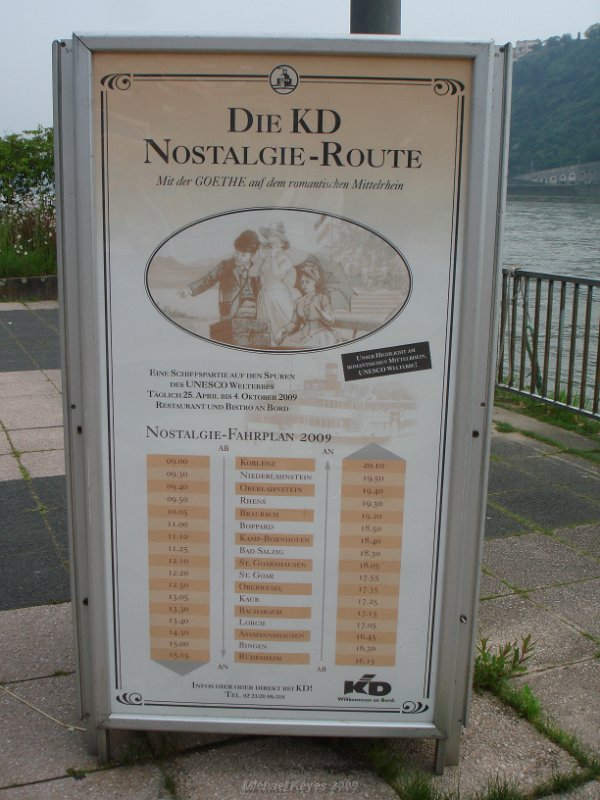 DIE KD
NOSTALGIE-ROUTE
Mit der GOETHE auf dem romantischen Mittelrhein
UNSER HIGHLIGHT AM
ROMANTISCHEN MITTELRHEIN,
UNESCO WELTERBE!
EINE SCHIFFSPARTIE AUF DEN SPUREN
DES UNESCO WELTERBES
TÄGLICH 25. APRIL BIS 4. OKTOBER 2009
RESTAURANT UND BISTRO AN BORD
NOSTALGIE-FAHRPLAN 2009
AB AN
09.00 KOBLENZ 20.10
09.30 NIEDERLAHNSTEIN 19.50
09.40 OBERLAHNSTEIN 19.40
09.50 RHENS 19.30
10.05 BRAUBACH 19.20
11.00 BOPPARD 18.50
11.10 KAMP-BORNHOFEN 18.40
11.25 BAD SALZIG 18.30
12.10 ST. GOARSHAUSEN 18.05
12.20 ST. GOAR 17.55
12.50 OBERWESEL 17.35
13.05 KAUB 17.25
13.30 BACHARACH 17.15
13.40 LORCH 17.05
14.30 ASSMANNSHAUSEN 16.45
15.00 BINGEN 16.30
15.15 RÜDESHEIM 16.15
AN AB
INFOS HIER ODER DIREKT BEI KD!
TEL. 02 21/20 88-318
KD
Willkommen an Bord.
Michael Keyes 2009